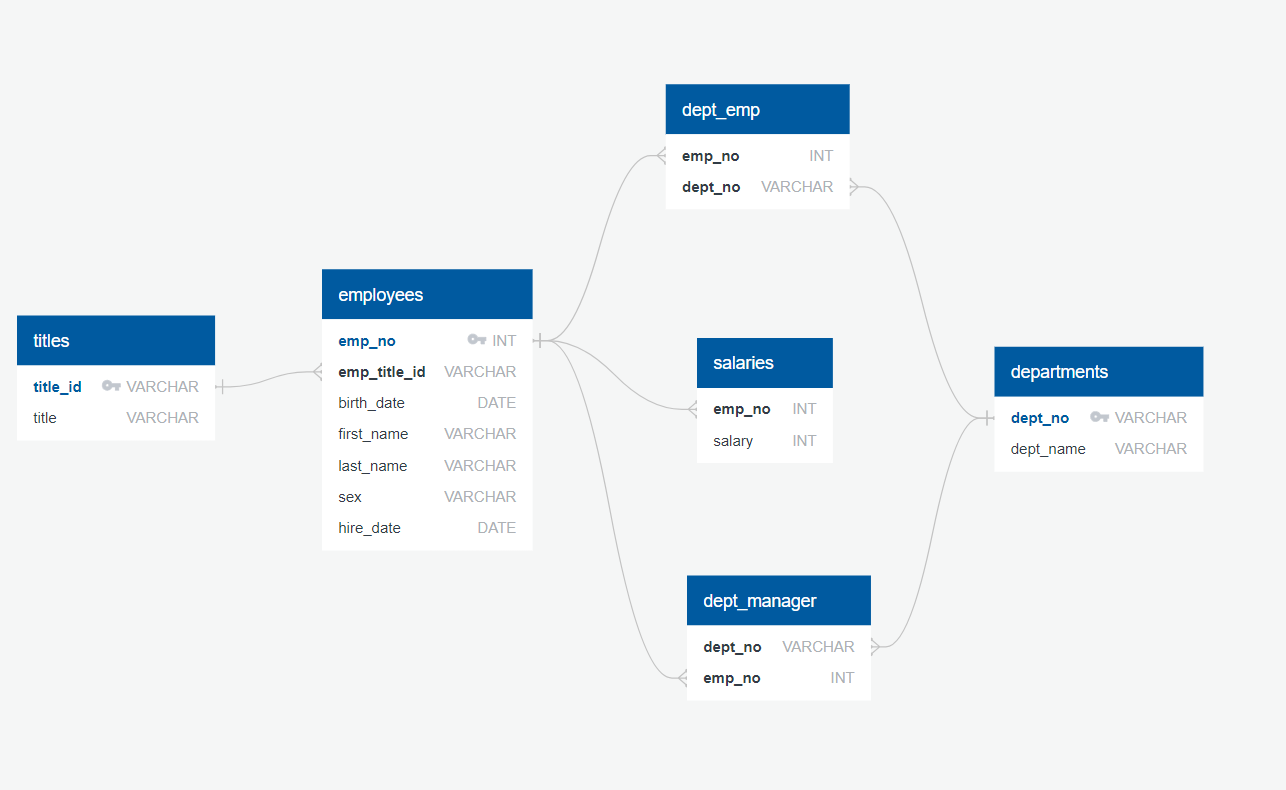 titles
title_id VARCHAR
title VARCHAR
employees
emp_no INT
emp_title_id VARCHAR
birth_date DATE
first_name VARCHAR
last_name VARCHAR
sex VARCHAR
hire_date DATE
dept_emp
emp_no INT
dept_no VARCHAR
salaries
emp_no INT
salary INT
dept_manager
dept_no VARCHAR
emp_no INT
departments
dept_no VARCHAR
dept_name VARCHAR